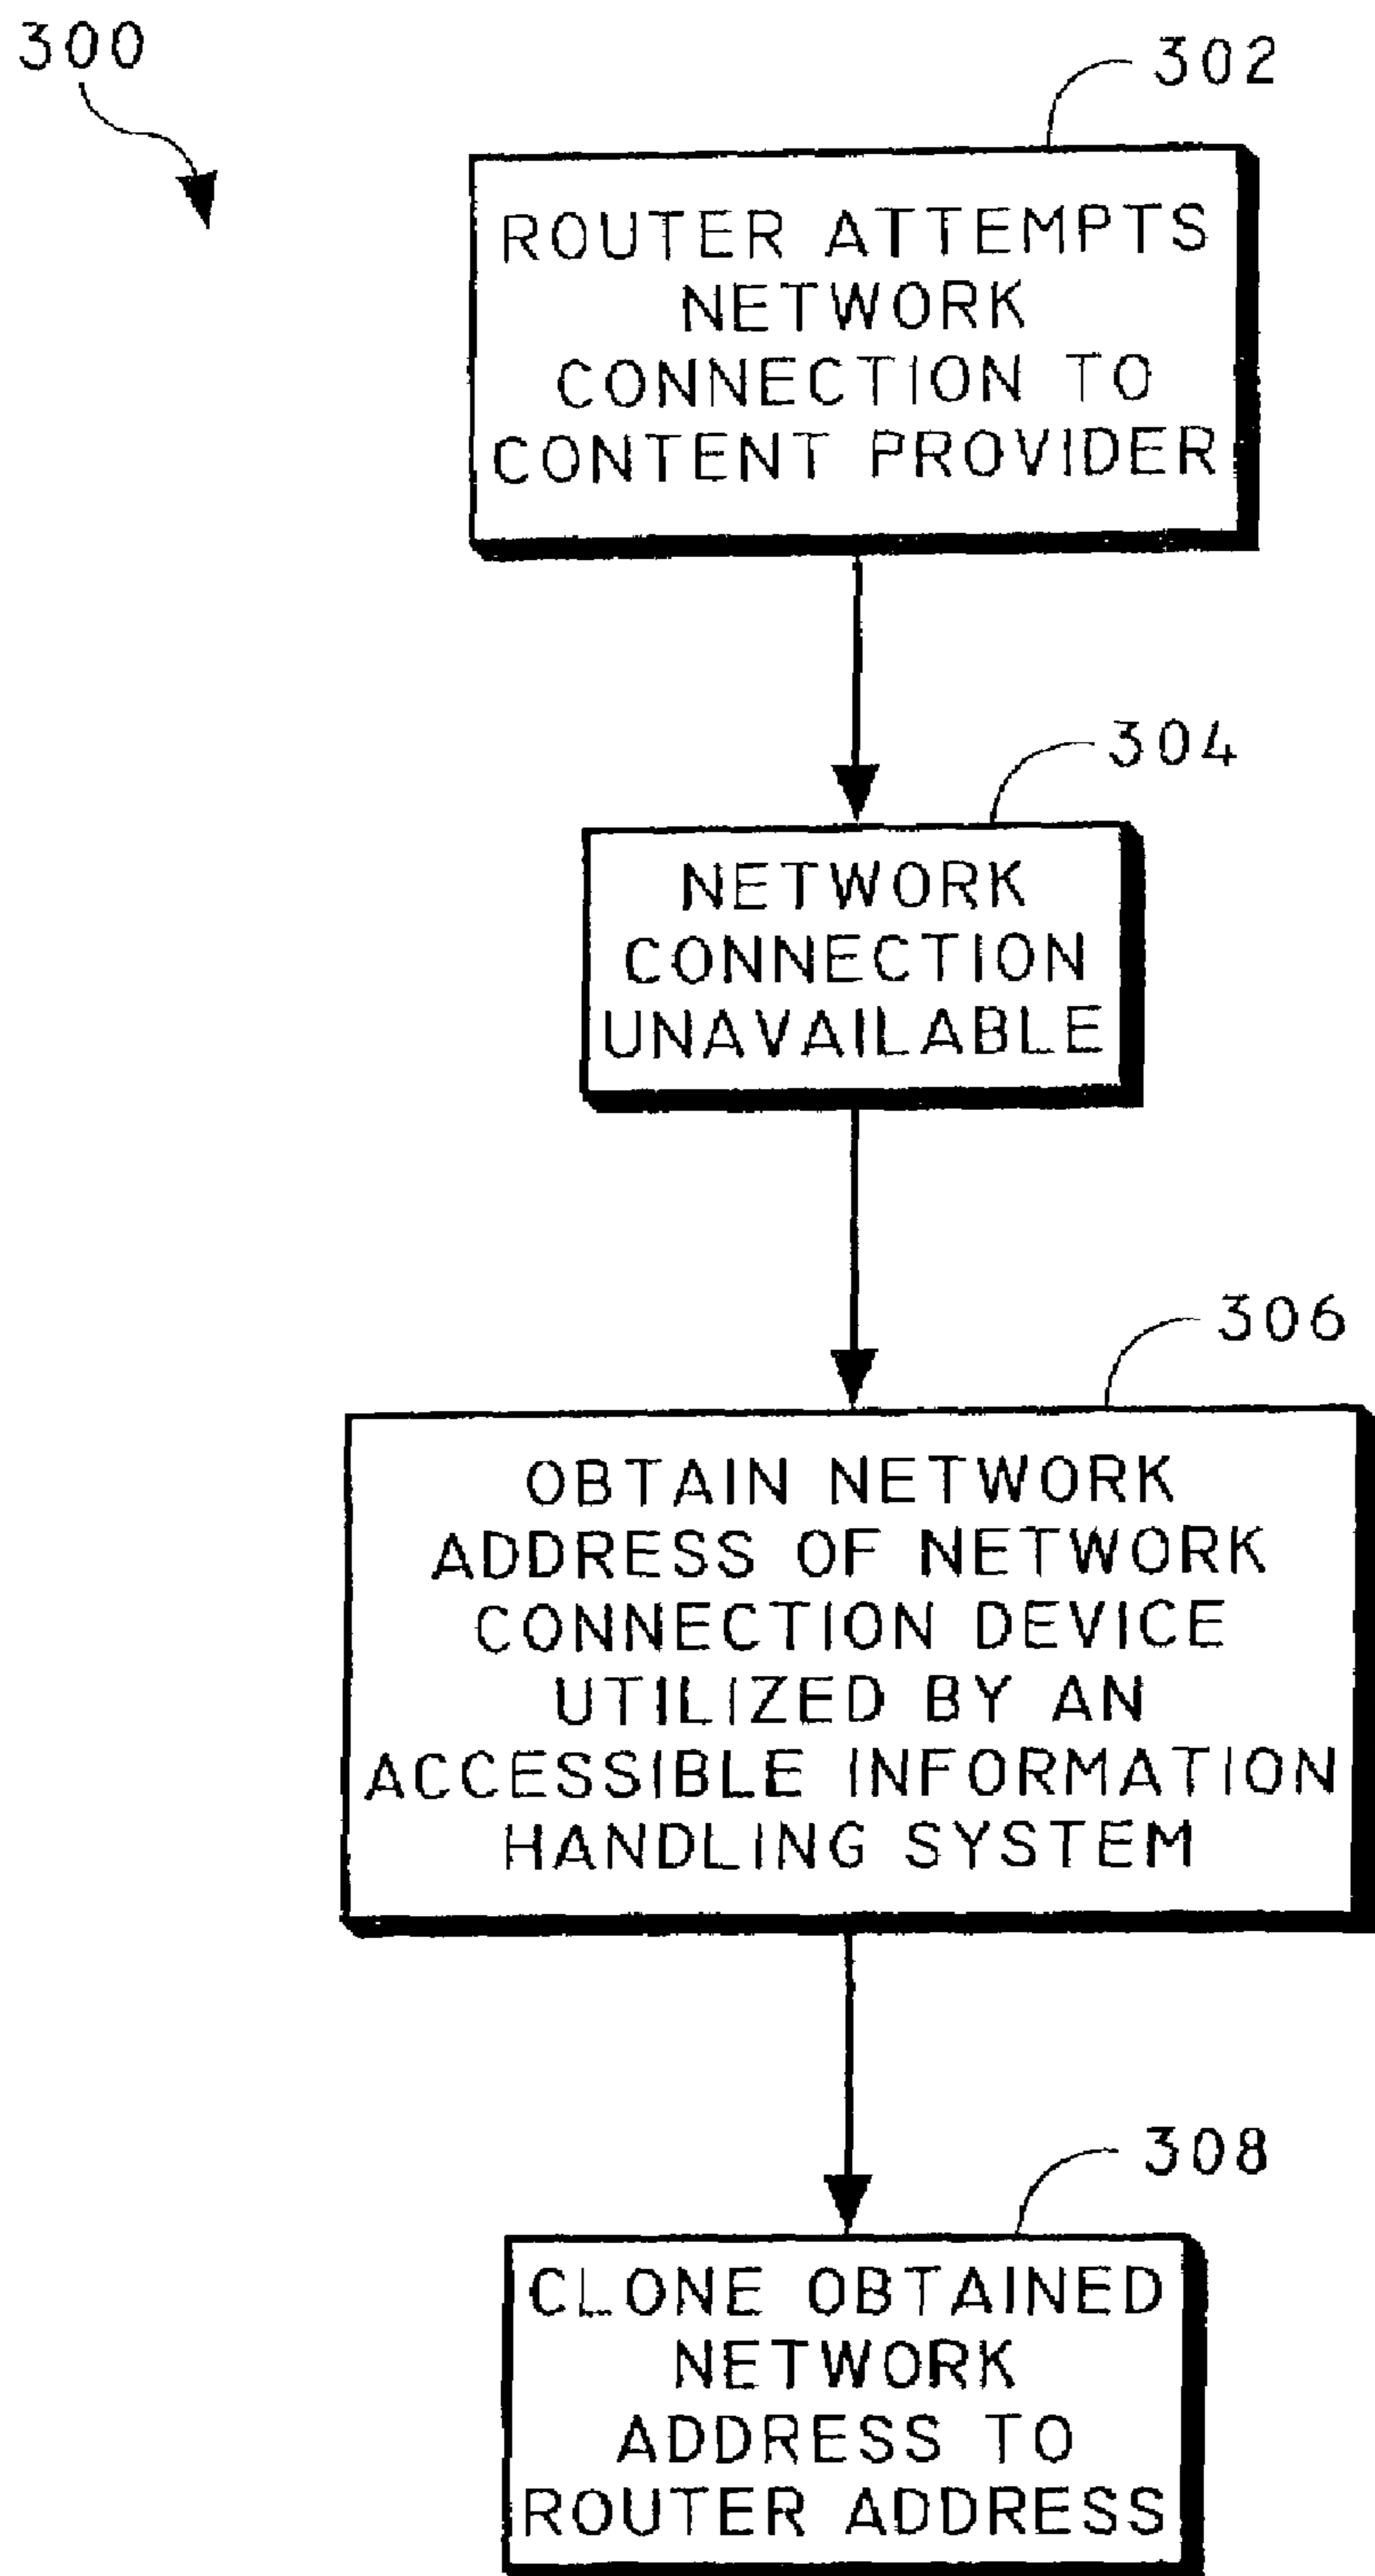 300
302
ROUTER ATTEMPTS
NETWORK
CONNECTION TO
CONTENT PROVIDER
304
NETWORK
CONNECTION
UNAVAILABLE
306
OBTAIN NETWORK
ADDRESS OF NETWORK
CONNECTION DEVICE
UTILIZED BY AN
ACCESSIBLE INFORMATION
HANDLING SYSTEM
308
CLONE OBTAINED
NETWORK
ADDRESS TO
ROUTER ADDRESS